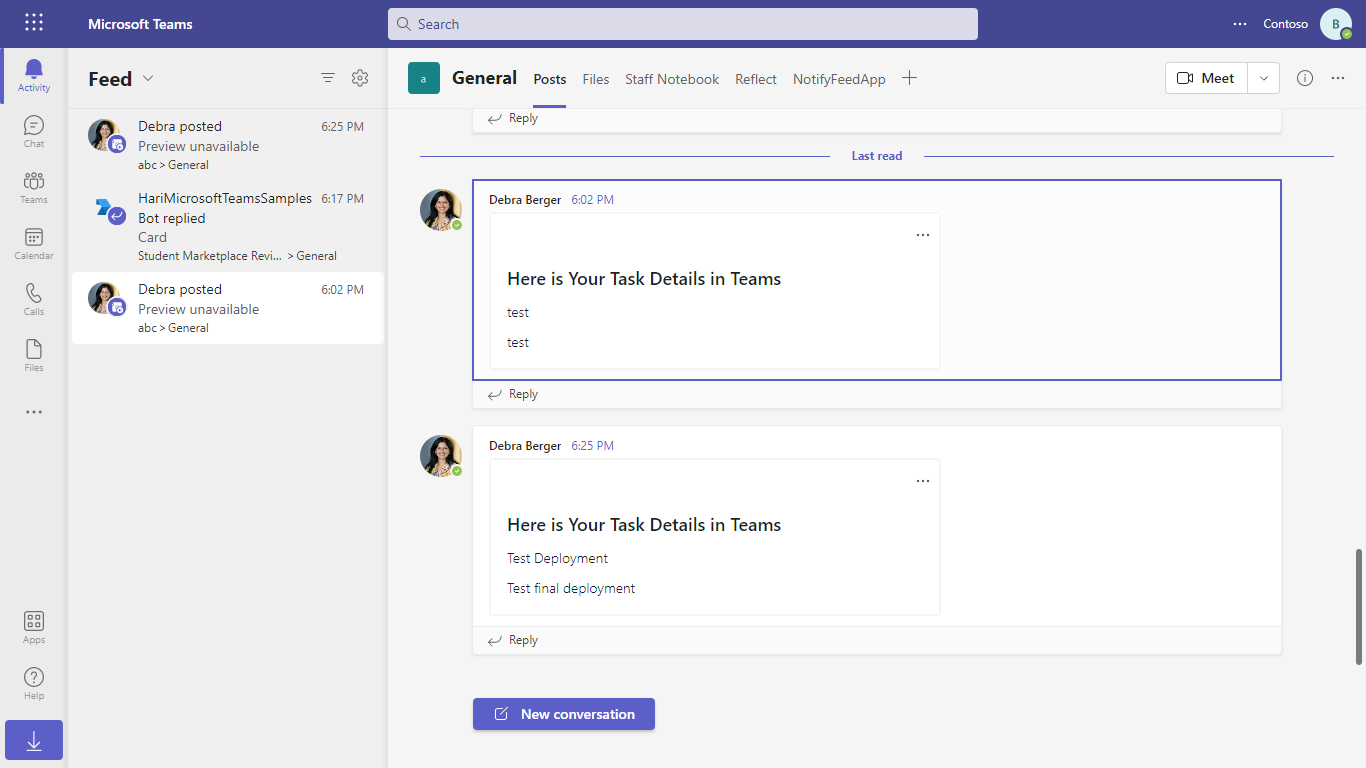 Microsoft Teams
Search
Contoso
B
Activity
Chat
Teams
Calendar
Calls
Files
Apps
Help
Feed
Debra posted 6:25 PM
Preview unavailable
abc > General
HariMicrosoftTeamsSamples 6:17 PM
Bot replied
Card
Student Marketplace Revi... > General
Debra posted 6:02 PM
Preview unavailable
abc > General
a
General Posts Files Staff Notebook Reflect NotifyFeedApp
Meet
Reply
Last read
Debra Berger 6:02 PM
Here is Your Task Details in Teams
test
test
Reply
Debra Berger 6:25 PM
Here is Your Task Details in Teams
Test Deployment
Test final deployment
Reply
New conversation